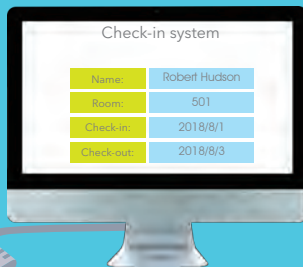 Check-in system
Name: Robert Hudson
Room: 501
Check-in: 2018/8/1
Check-out: 2018/8/3